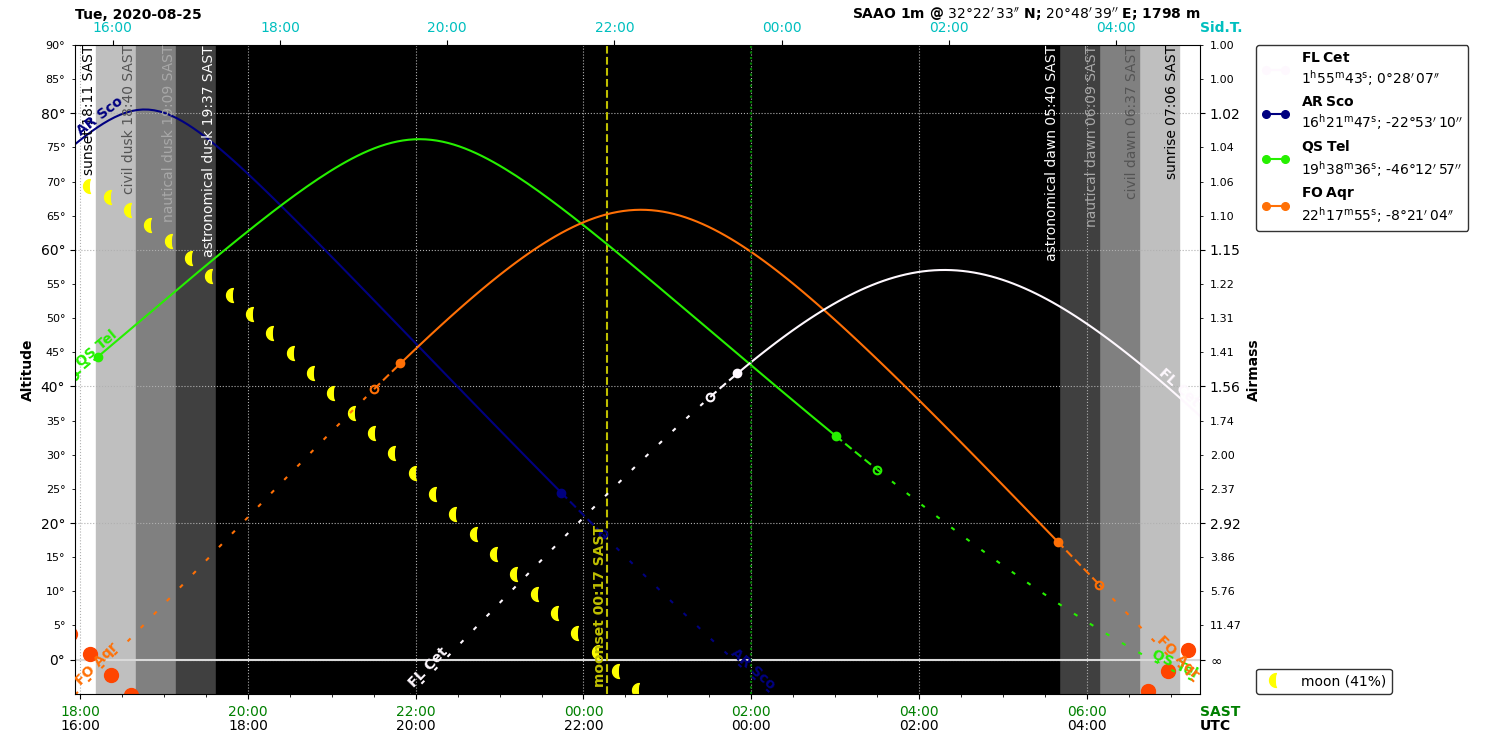 Tue, 2020-08-25
SAAO 1m @ 32°22′33″ N; 20°48′39″ E; 1798 m
16:00 18:00 20:00 22:00 00:00 02:00 04:00 Sid.T.
90° 1.00
85° 1.00
80° 1.02
75° 1.04
70° 1.06
65° 1.10
60° 1.15
55° 1.22
50° 1.31
45° 1.41
40° 1.56
35° 1.74
30° 2.00
25° 2.37
20° 2.92
15° 3.86
10° 5.76
5° 11.47
0° ∞
Altitude
Airmass
sunset 18:11 SAST
civil dusk 18:40 SAST
nautical dusk 19:09 SAST
astronomical dusk 19:37 SAST
moonset 00:17 SAST
astronomical dawn 05:40 SAST
nautical dawn 06:09 SAST
civil dawn 06:37 SAST
sunrise 07:06 SAST
AR Sco
QS Tel
FO Aqr
FL Cet
AR Sco
FL Cet
QS Tel
FO Aqr
18:00 20:00 22:00 00:00 02:00 04:00 06:00 SAST
18:00 20:00 22:00 22:00 00:00 02:00 04:00 UTC
FL Cet
1ʰ55ᵐ43ˢ; 0°28′07″
AR Sco
16ʰ21ᵐ47ˢ; -22°53′10″
QS Tel
19ʰ38ᵐ36ˢ; -46°12′57″
FO Aqr
22ʰ17ᵐ55ˢ; -8°21′04″
moon (41%)